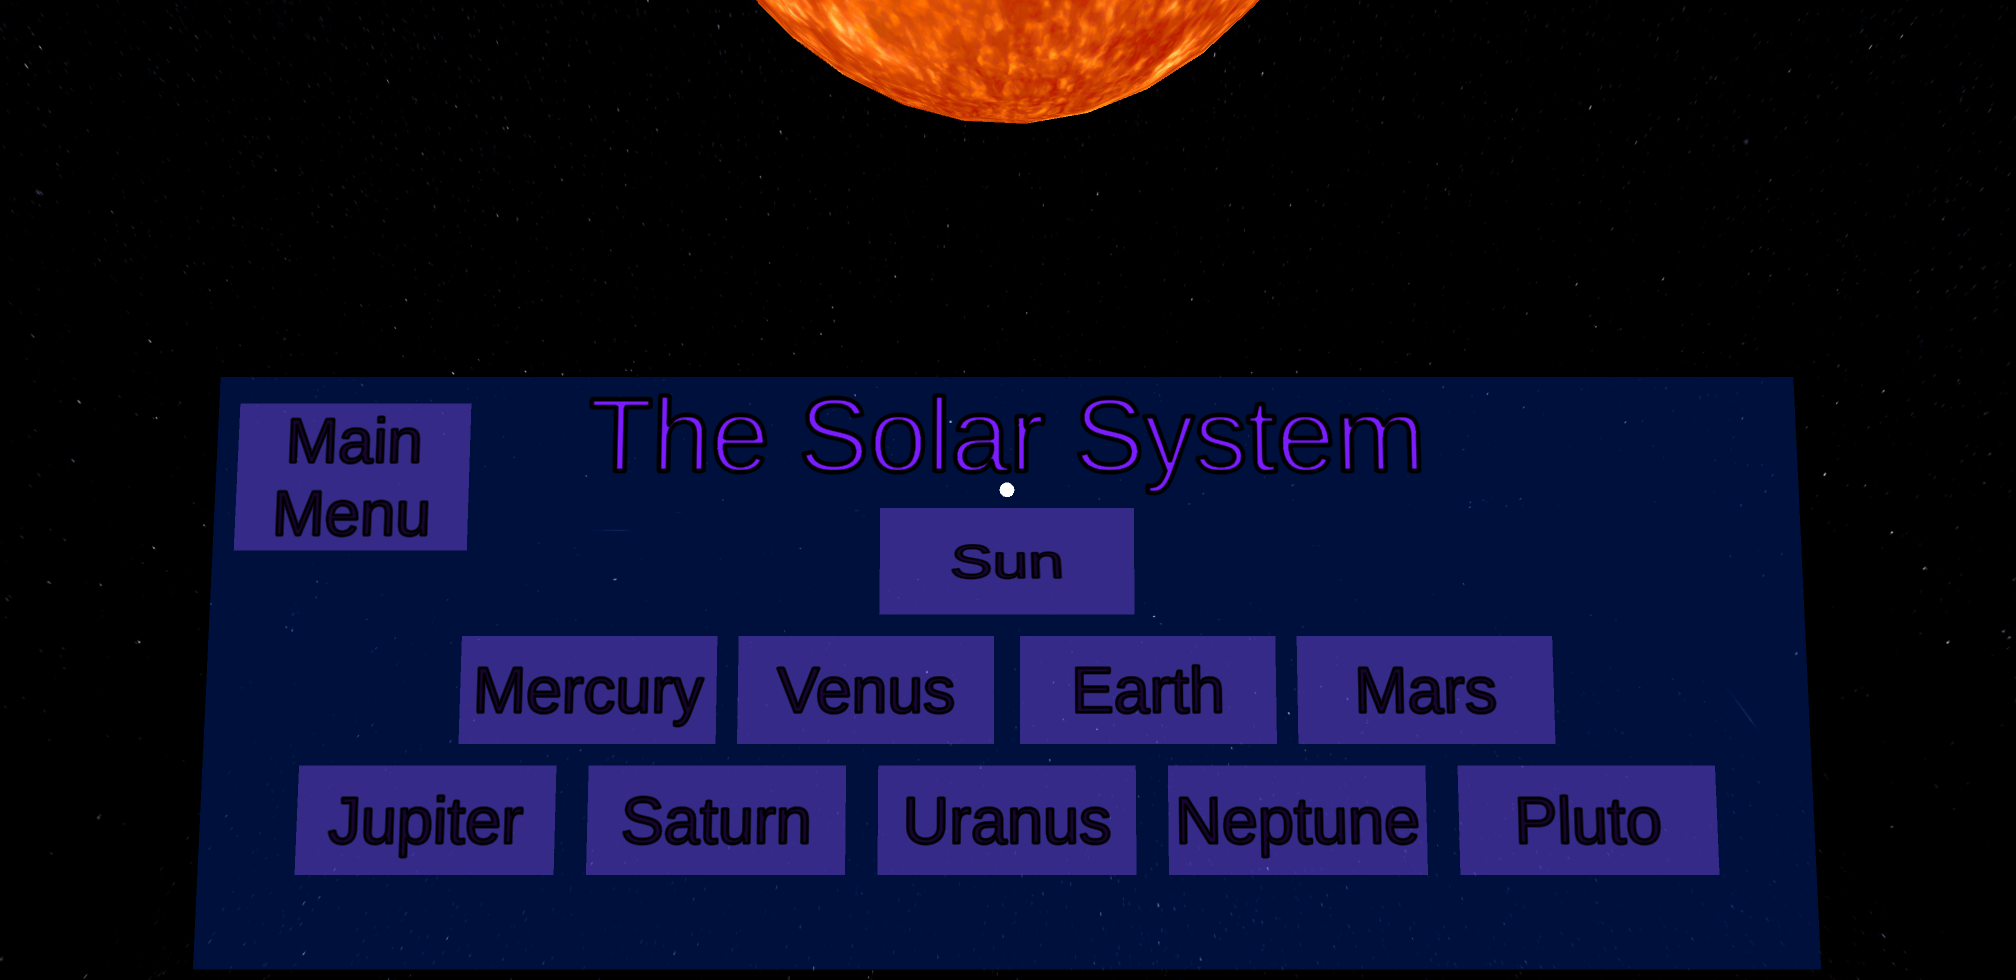 The Solar System
Main
Menu
Sun
Mercury Venus Earth Mars
Jupiter Saturn Uranus Neptune Pluto